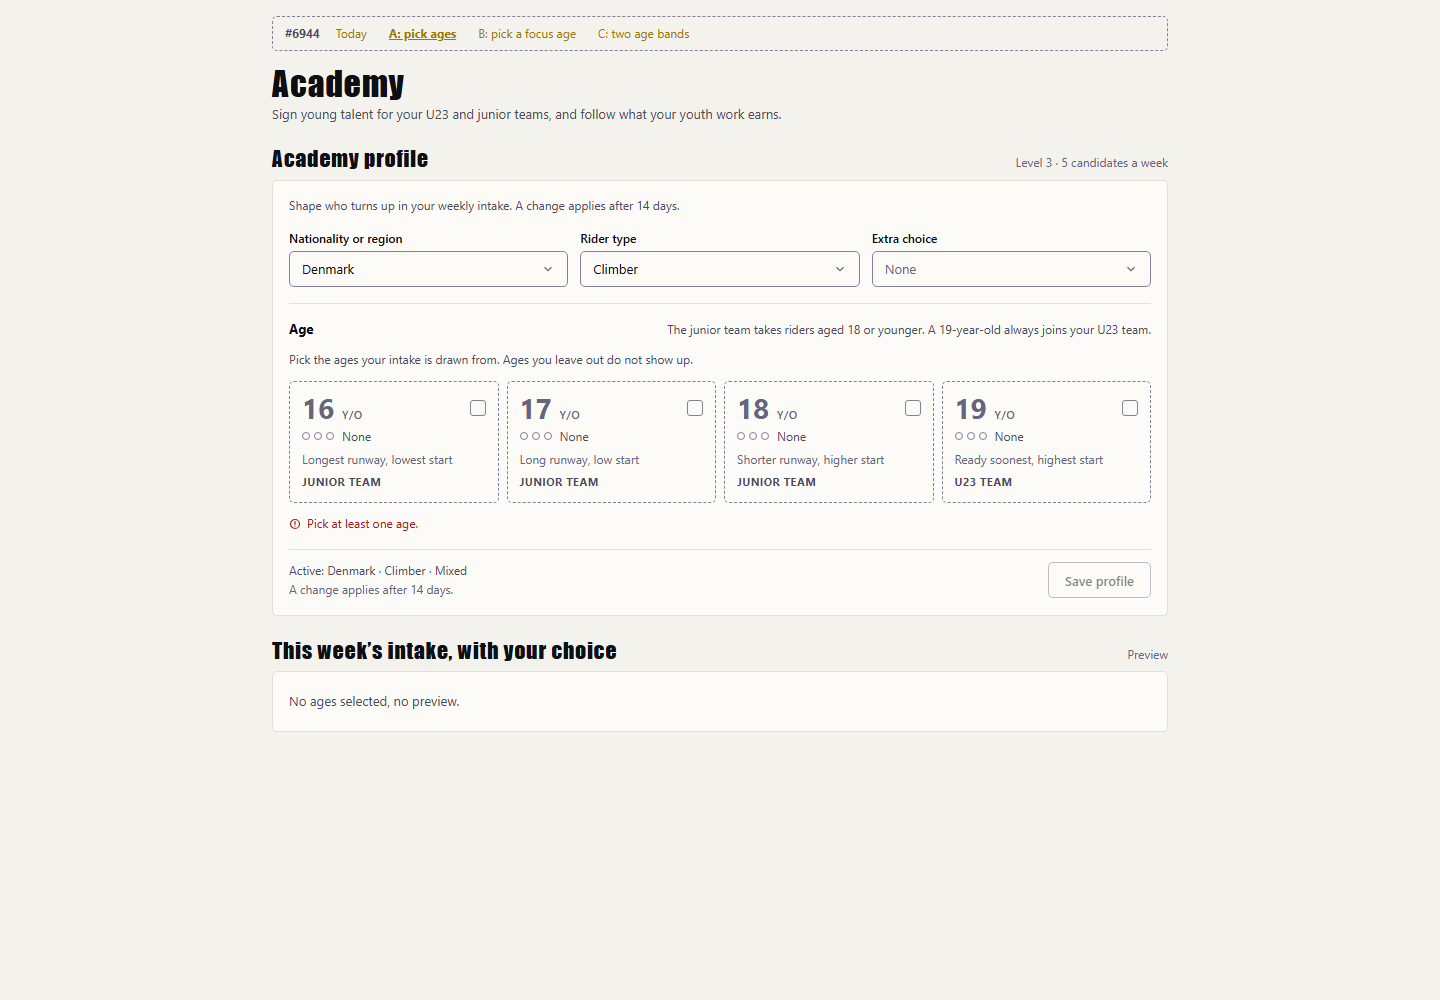 #6944 Today A: pick ages B: pick a focus age C: two age bands
Academy
Sign young talent for your U23 and junior teams, and follow what your youth work earns.
Academy profile
Level 3 · 5 candidates a week
Shape who turns up in your weekly intake. A change applies after 14 days.
Nationality or region Rider type Extra choice
Denmark Climber None
Age
The junior team takes riders aged 18 or younger. A 19-year-old always joins your U23 team.
Pick the ages your intake is drawn from. Ages you leave out do not show up.
16 Y/O
None
Longest runway, lowest start
JUNIOR TEAM
17 Y/O
None
Long runway, low start
JUNIOR TEAM
18 Y/O
None
Shorter runway, higher start
JUNIOR TEAM
19 Y/O
None
Ready soonest, highest start
U23 TEAM
Pick at least one age.
Active: Denmark · Climber · Mixed
A change applies after 14 days.
Save profile
This week’s intake, with your choice
Preview
No ages selected, no preview.